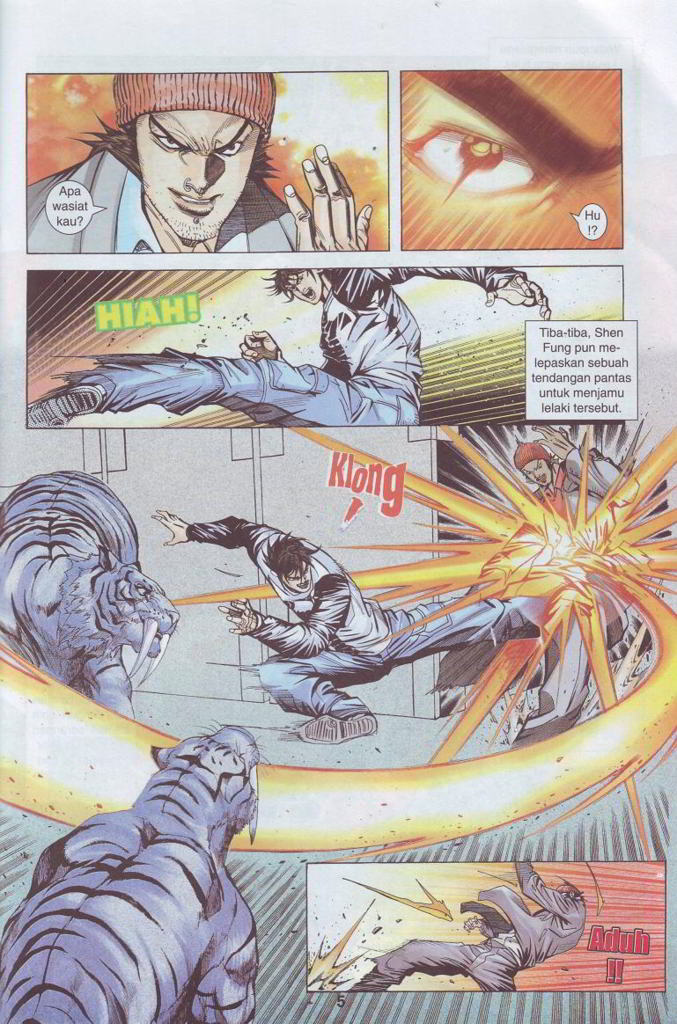 Apa
wasiat
kau?
Hu
!?
HIAH!
Tiba-tiba, Shen
Fung pun me-
lepaskan sebuah
tendangan pantas
untuk menjamu
lelaki tersebut.
Klong
!
Aduh
!!
5